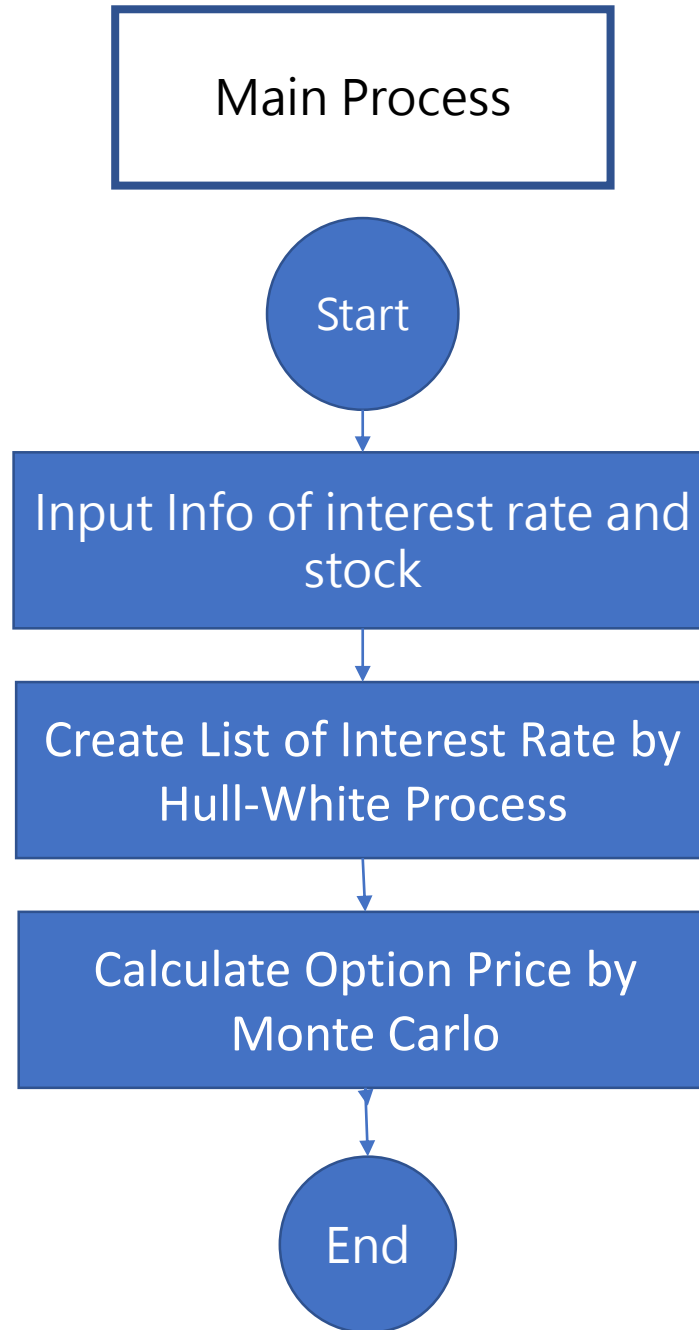 Main Process
Start
Input Info of interest rate and
stock
Create List of Interest Rate by
Hull-White Process
Calculate Option Price by
Monte Carlo
End